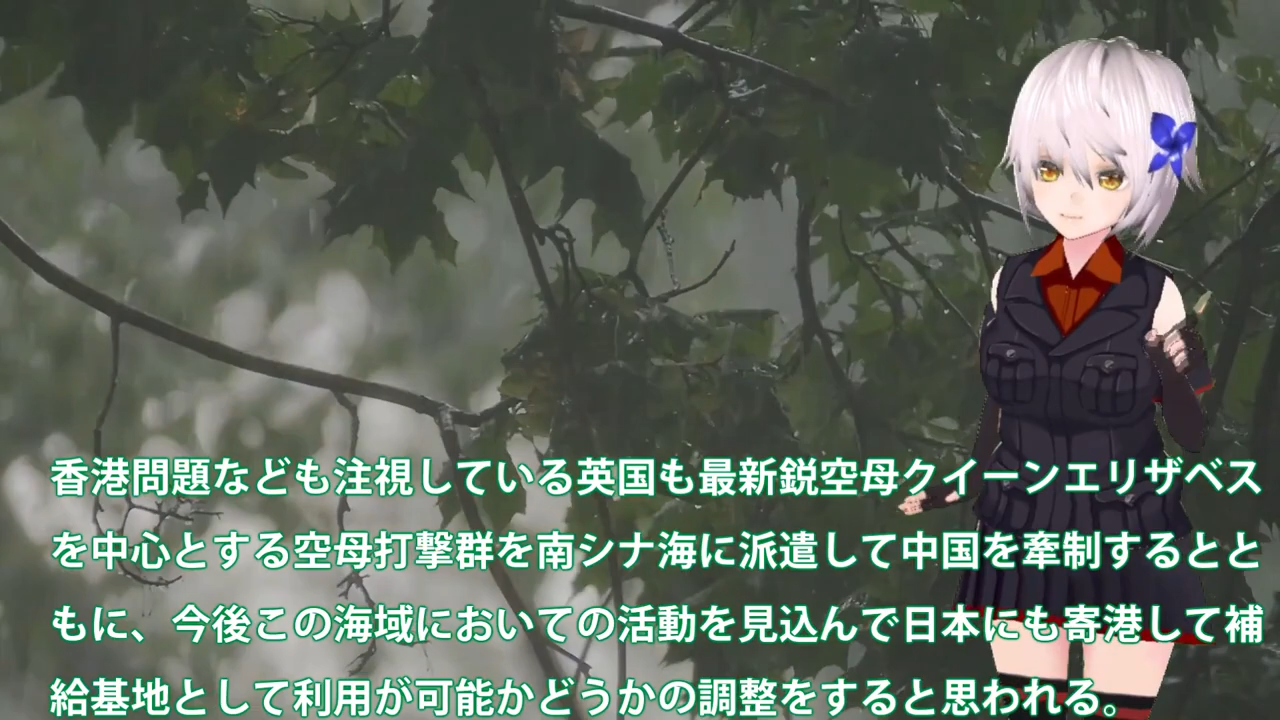 香港問題なども注視している英国も最新鋭空母クイーンエリザベス
を中心とする空母打撃群を南シナ海に派遣して中国を牽制するとと
もに、今後この海域においての活動を見込んで日本にも寄港して補
給基地として利用が可能かどうかの調整をすると思われる。